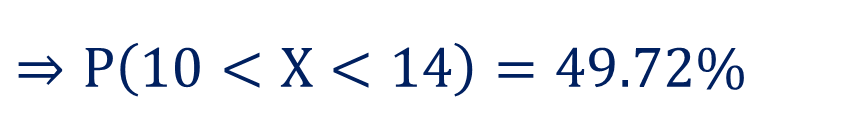 ⇒ P(10 < X < 14) = 49.72%